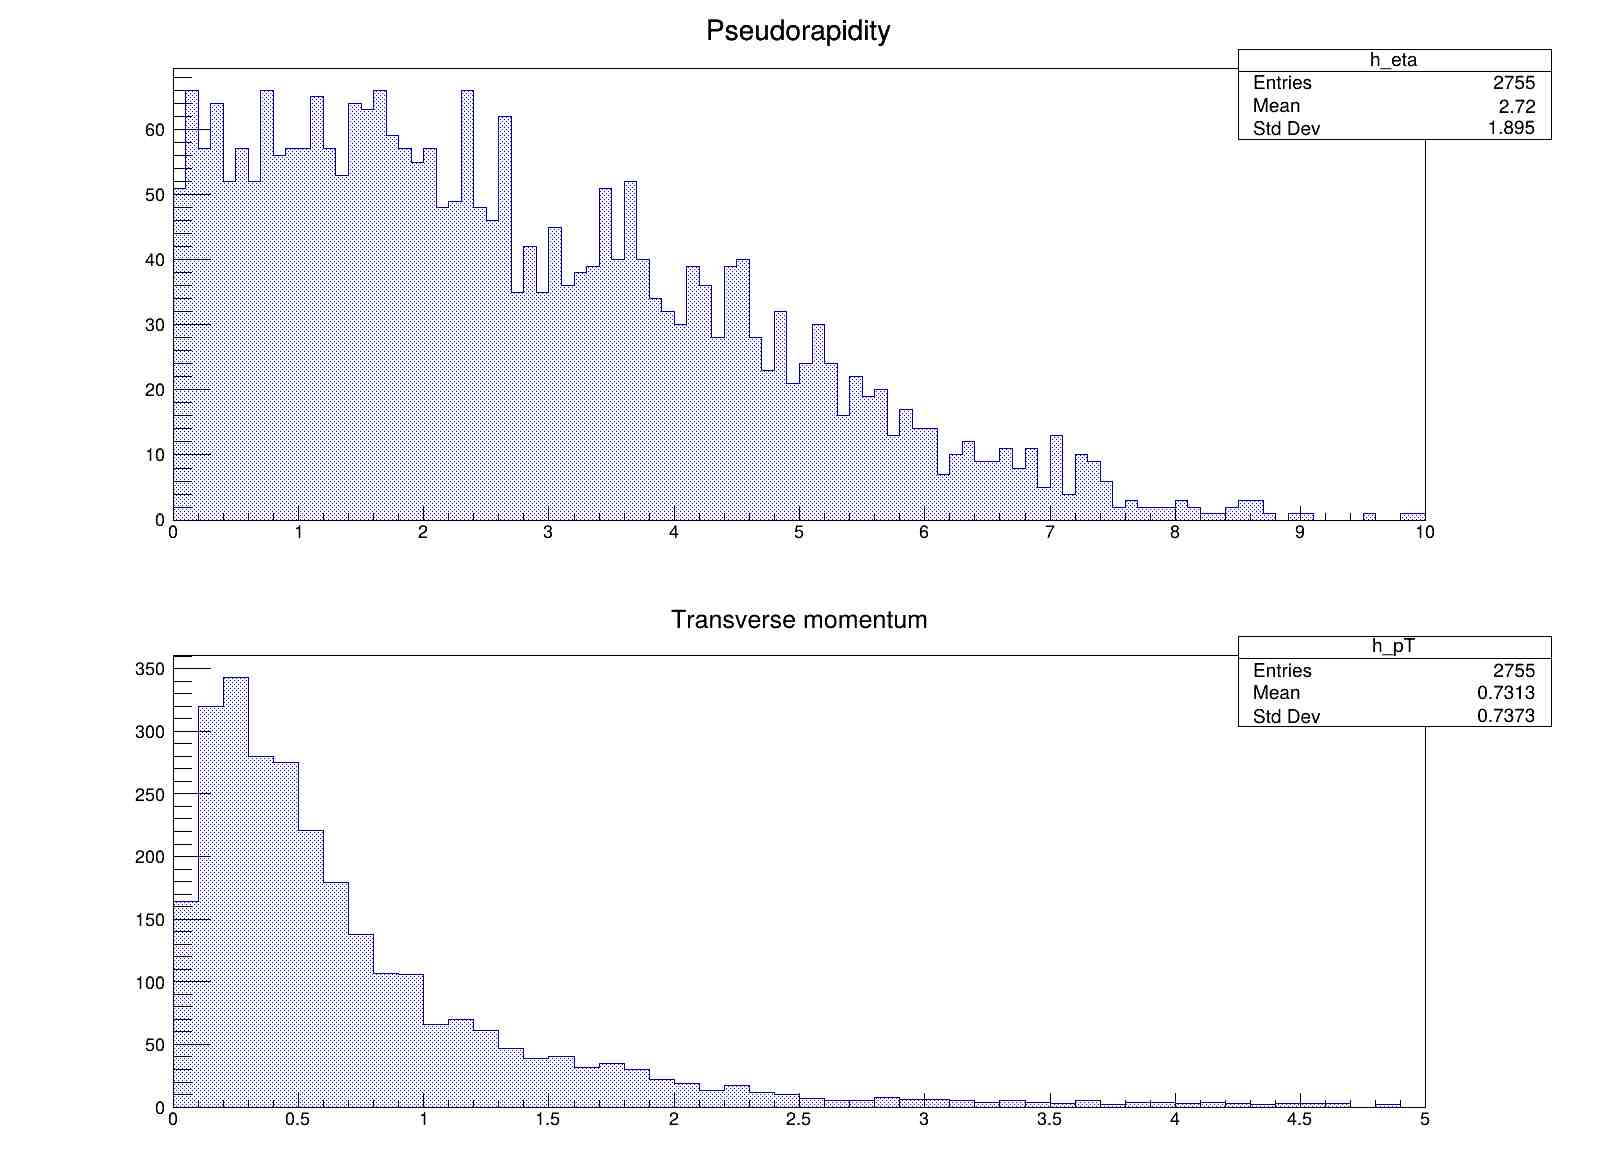 Pseudorapidity
h_eta
Entries 2755
Mean 2.72
Std Dev 1.895
60
50
40
30
20
10
0
0 1 2 3 4 5 6 7 8 9 10
Transverse momentum
h_pT
Entries 2755
Mean 0.7313
Std Dev 0.7373
350
300
250
200
150
100
50
0
0 0.5 1 1.5 2 2.5 3 3.5 4 4.5 5